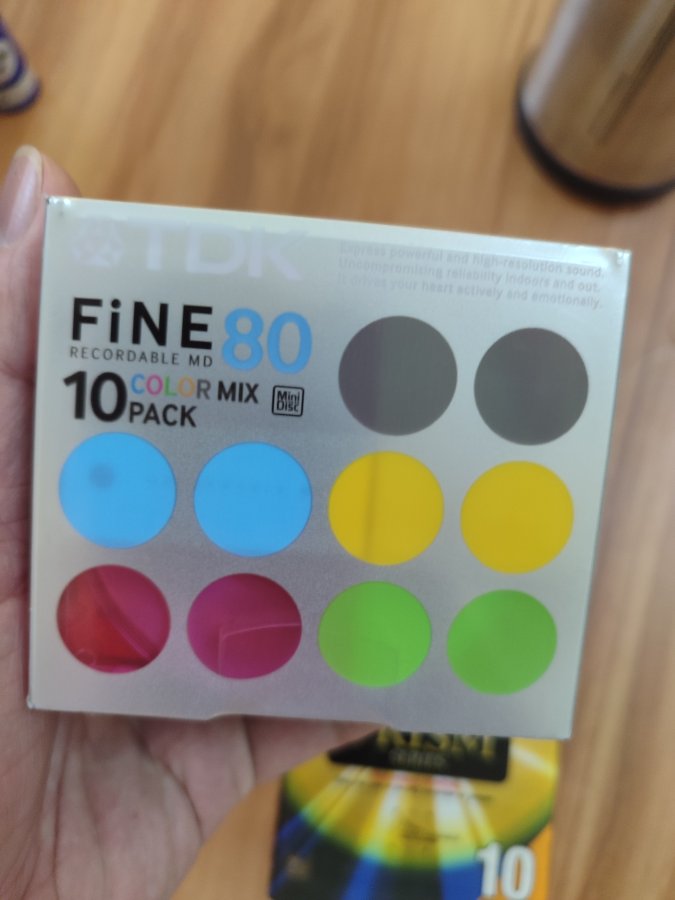 TDK
Express powerful and high-resolution sound.
Uncompromizing reliability indoors and out.
It drives your heart actively and emotionally.
FiNE 80
RECORDABLE MD
10 COLOR MIX
PACK
Mini
Disc
10